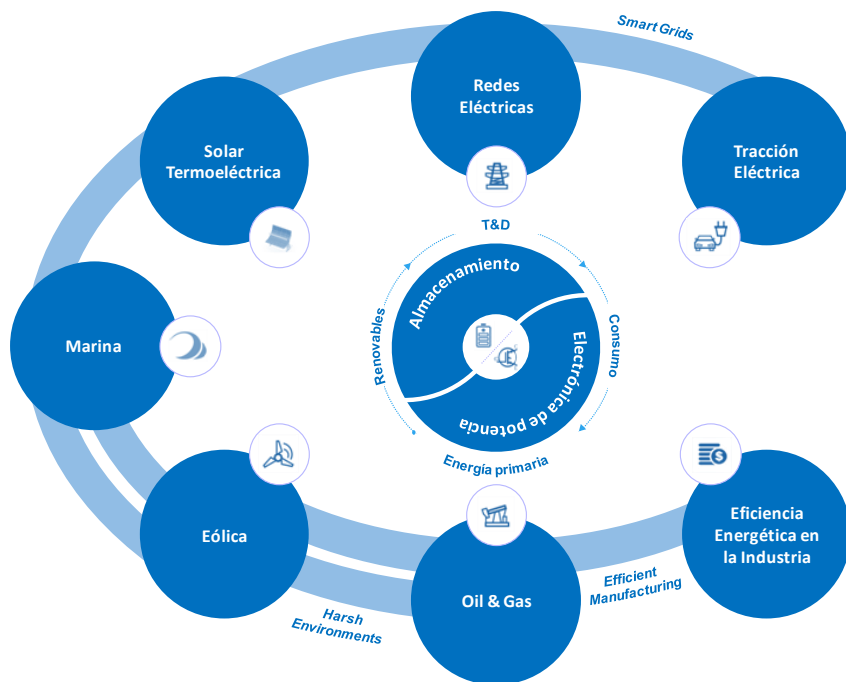 Smart Grids
Redes
Eléctricas
Solar
Termoeléctrica
Tracción
Eléctrica
T&D
Almacenamiento
Renovables
Consumo
Marina
Electrónica de potencia
Energía primaria
Eólica
Eficiencia
Energética en
la Industria
Oil & Gas
Efficient
Manufacturing
Harsh
Environments
$